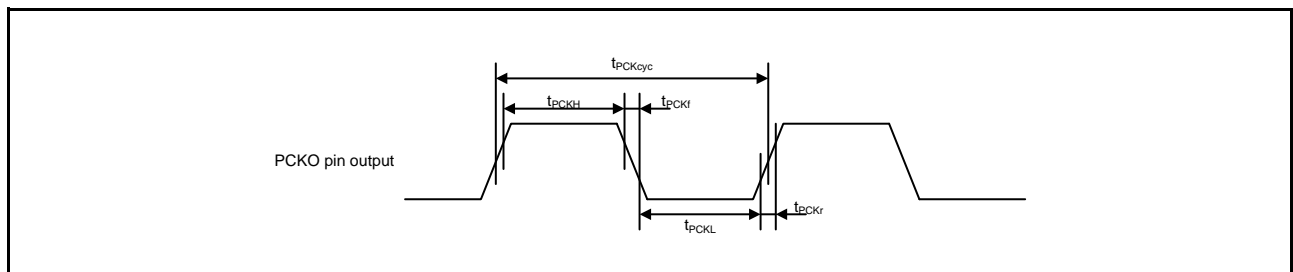 tPCKcyc
tPCKH
tPCKf
PCKO pin output
tPCKr
tPCKL